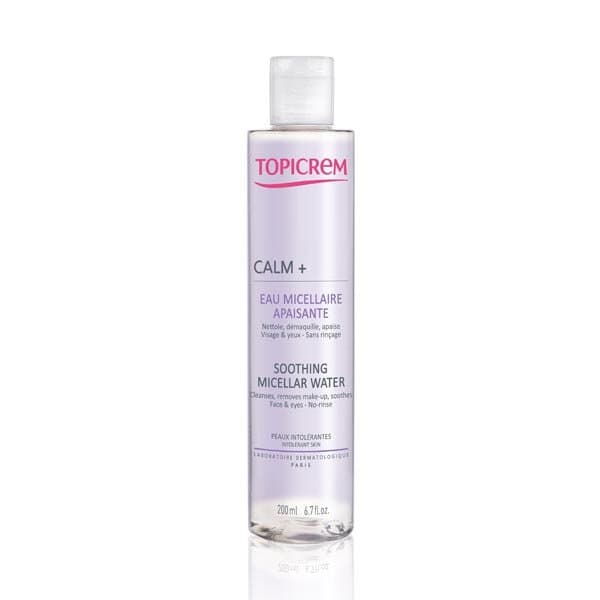 TOPICREM
CALM +
EAU MICELLAIRE
APAISANTE
Nettoie, démaquille, apaise
Visage & yeux - Sans rinçage
SOOTHING
MICELLAR WATER
Cleanses, removes make-up, soothes
Face & eyes - No-rinse
PEAUX INTOLÉRANTES
INTOLERANT SKIN
LABORATOIRE DERMATOLOGIQUE
PARIS
200 ml 6.7 fl.oz.